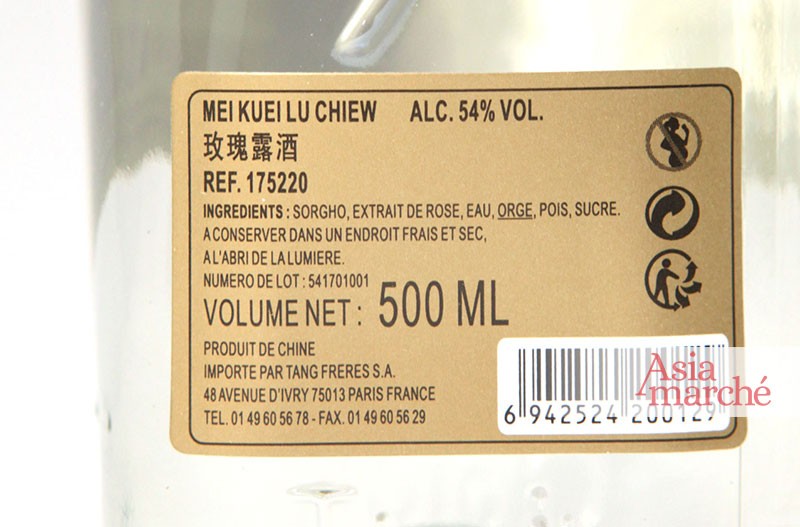 MEI KUEI LU CHIEW ALC. 54% VOL.
玫瑰露酒
REF. 175220
INGREDIENTS : SORGHO, EXTRAIT DE ROSE, EAU, ORGE, POIS, SUCRE.
A CONSERVER DANS UN ENDROIT FRAIS ET SEC,
A L'ABRI DE LA LUMIERE.
NUMERO DE LOT : 541701001
VOLUME NET : 500 ML
PRODUIT DE CHINE
IMPORTE PAR TANG FRERES S.A.
48 AVENUE D'IVRY 75013 PARIS FRANCE
TEL. 01 49 60 56 78 - FAX. 01 49 60 56 29
6 942524 200129
Asia
marché